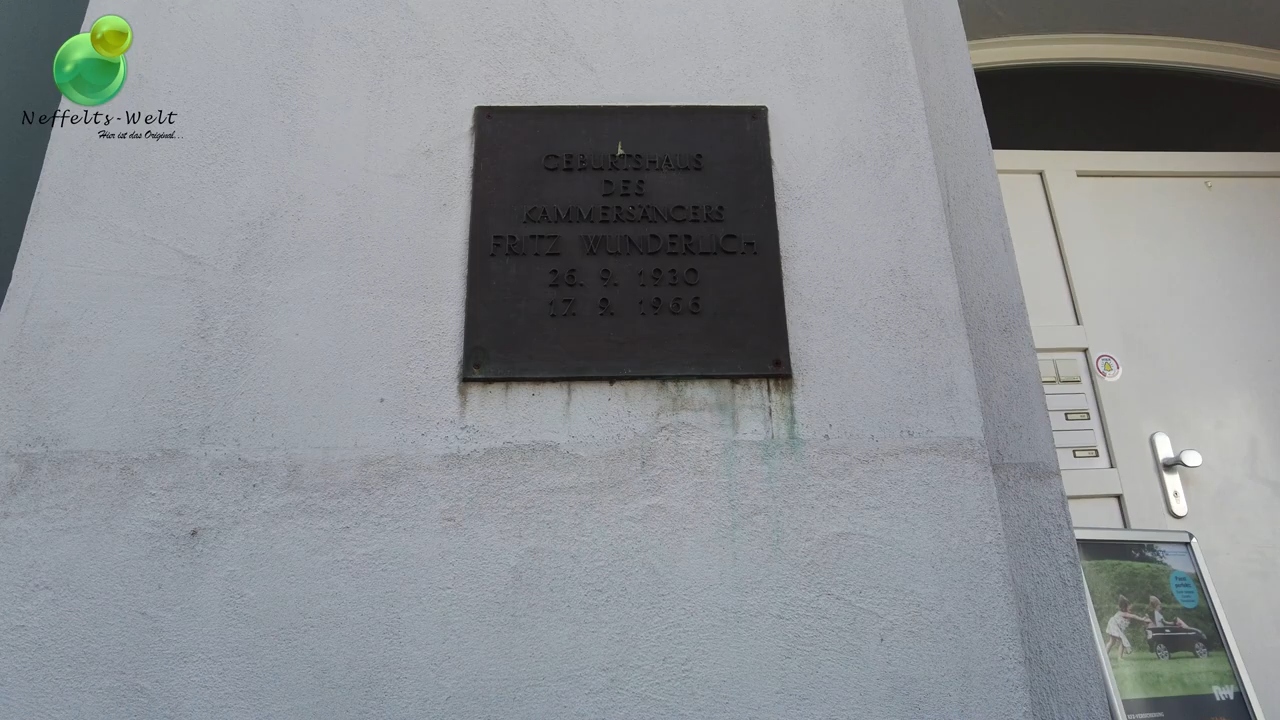 Neffelts-Welt
Hier ist das Original...
GEBURTSHAUS
DES
KAMMERSÄNGERS
FRITZ WUNDERLICH
26. 9. 1930
17. 9. 1966
R+V